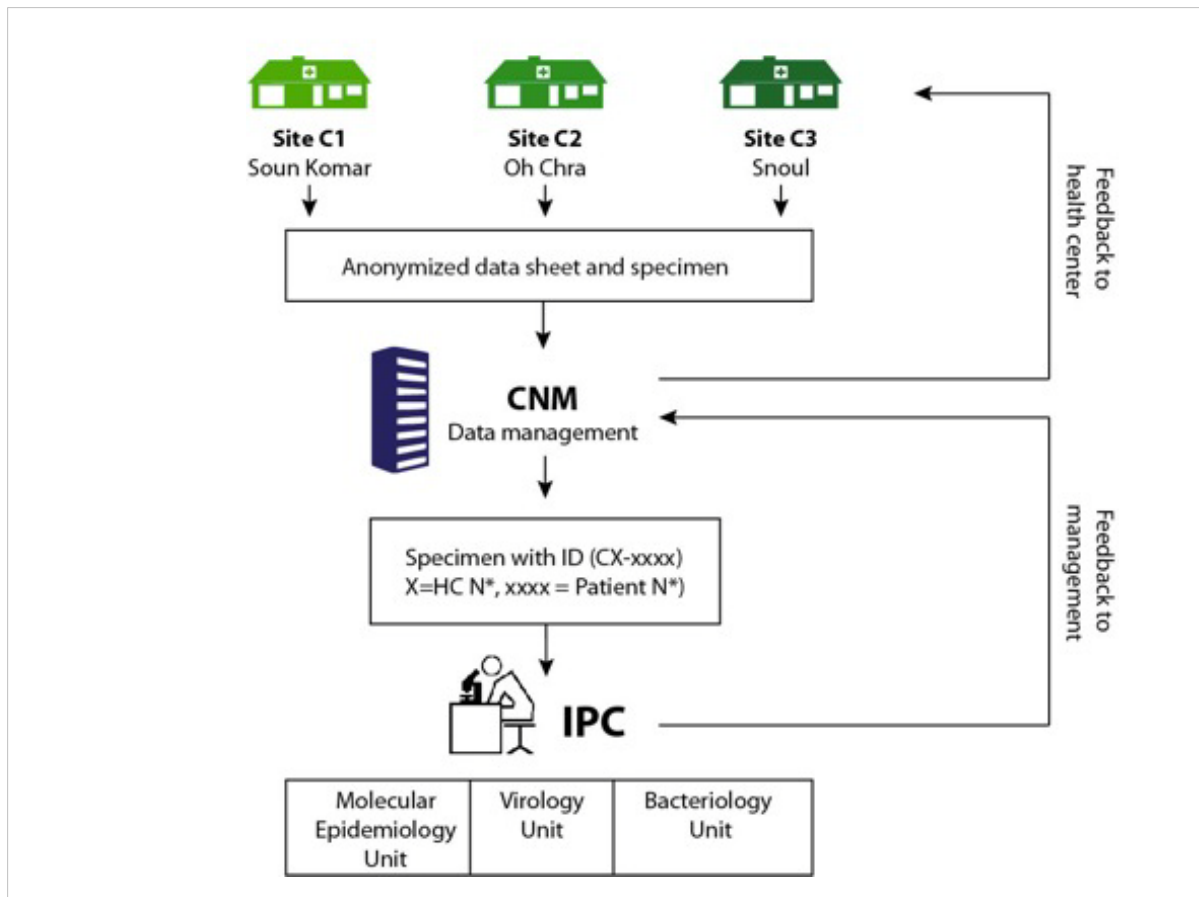 Site C1
Soun Komar
Site C2
Oh Chra
Site C3
Snoul
Anonymized data sheet and specimen
Feedback to
health center
CNM
Data management
Specimen with ID (CX-xxxx)
X=HC N*, xxxx = Patient N*)
Feedback to
management
IPC
Molecular
Epidemiology
Unit
Virology
Unit
Bacteriology
Unit